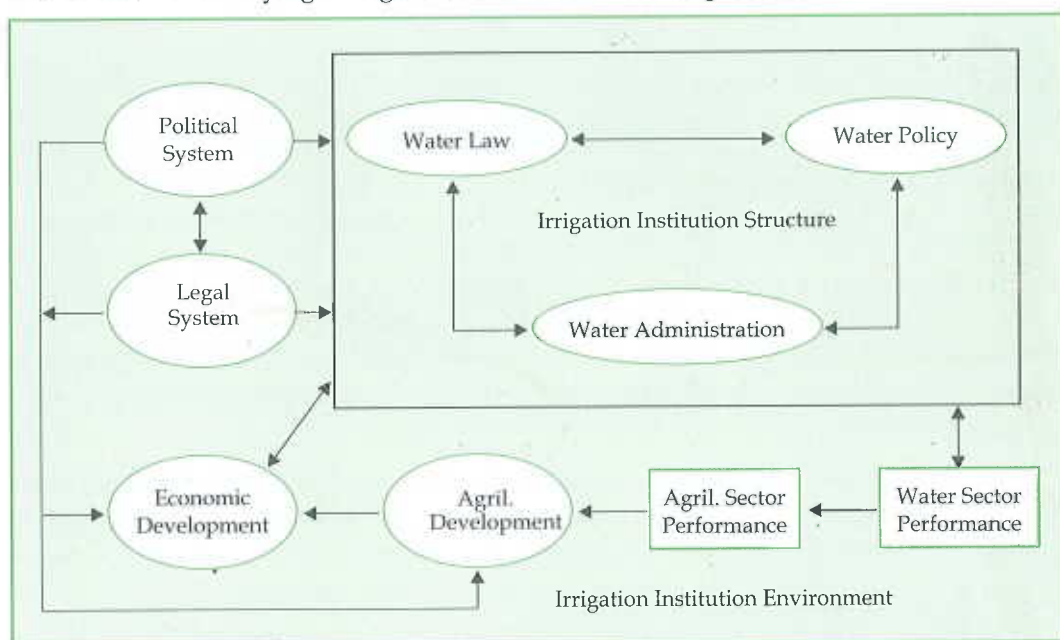 Political
System
Water Law
Water Policy
Irrigation Institution Structure
Legal
System
Water Administration
Economic
Development
Agril.
Development
Agril. Sector
Performance
Water Sector
Performance
Irrigation Institution Environment